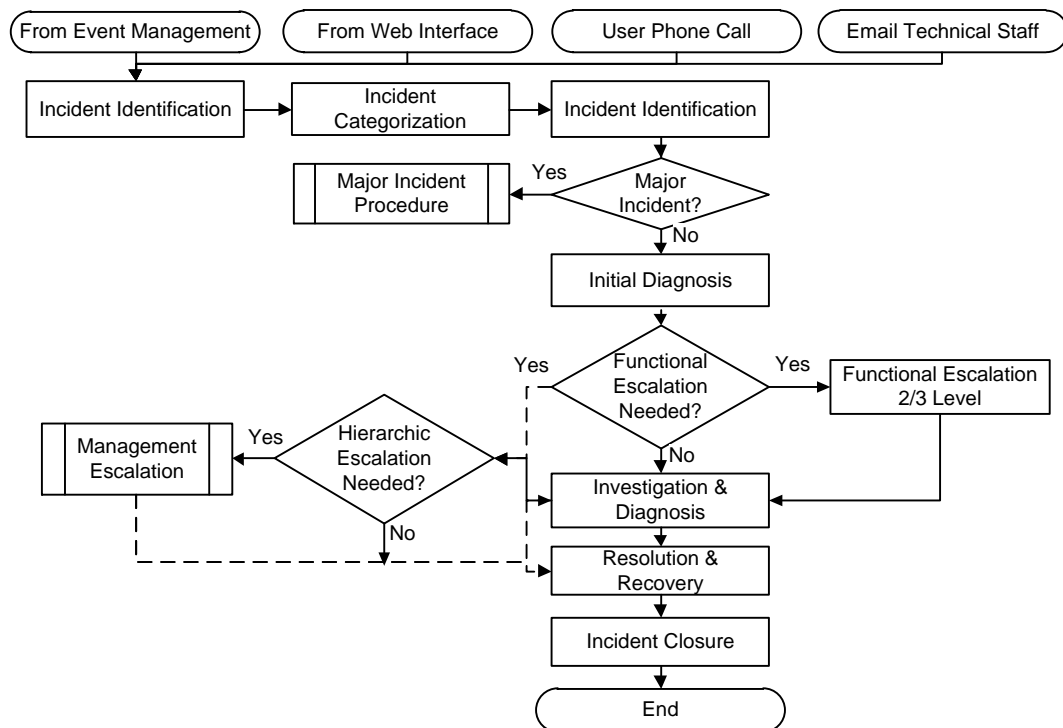 From Event Management
From Web Interface
User Phone Call
Email Technical Staff
Incident Identification
Incident
Categorization
Incident Identification
Yes
Major Incident
Procedure
Major
Incident?
No
Initial Diagnosis
Yes
Functional
Escalation
Needed?
Yes
Functional Escalation
2/3 Level
Management
Escalation
Yes
Hierarchic
Escalation
Needed?
No
No
Investigation &
Diagnosis
Resolution &
Recovery
Incident Closure
End